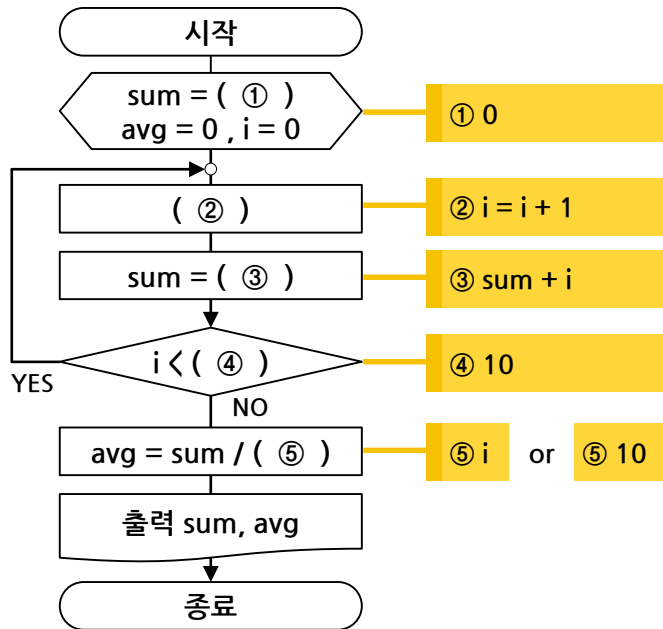 시작
sum = ( ① )
avg = 0 , i = 0
① 0
( ② )
② i = i + 1
sum = ( ③ )
③ sum + i
i < ( ④ )
④ 10
YES
NO
avg = sum / ( ⑤ )
⑤ i or ⑤ 10
출력 sum, avg
종료